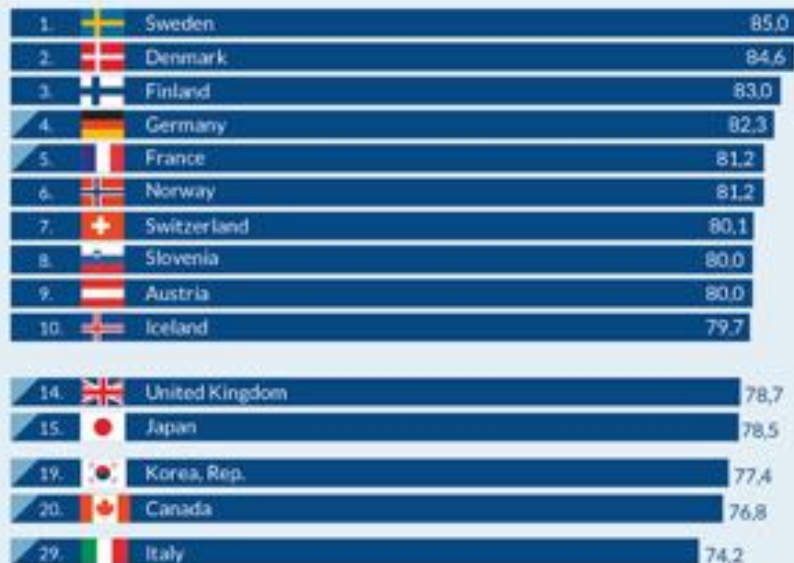 1. Sweden 85,0
2. Denmark 84,6
3. Finland 83,0
4. Germany 82,3
5. France 81,2
6. Norway 81,2
7. Switzerland 80,1
8. Slovenia 80,0
9. Austria 80,0
10. Iceland 79,7
14. United Kingdom 78,7
15. Japan 78,5
19. Korea, Rep. 77,4
20. Canada 76,8
29. Italy 74,2